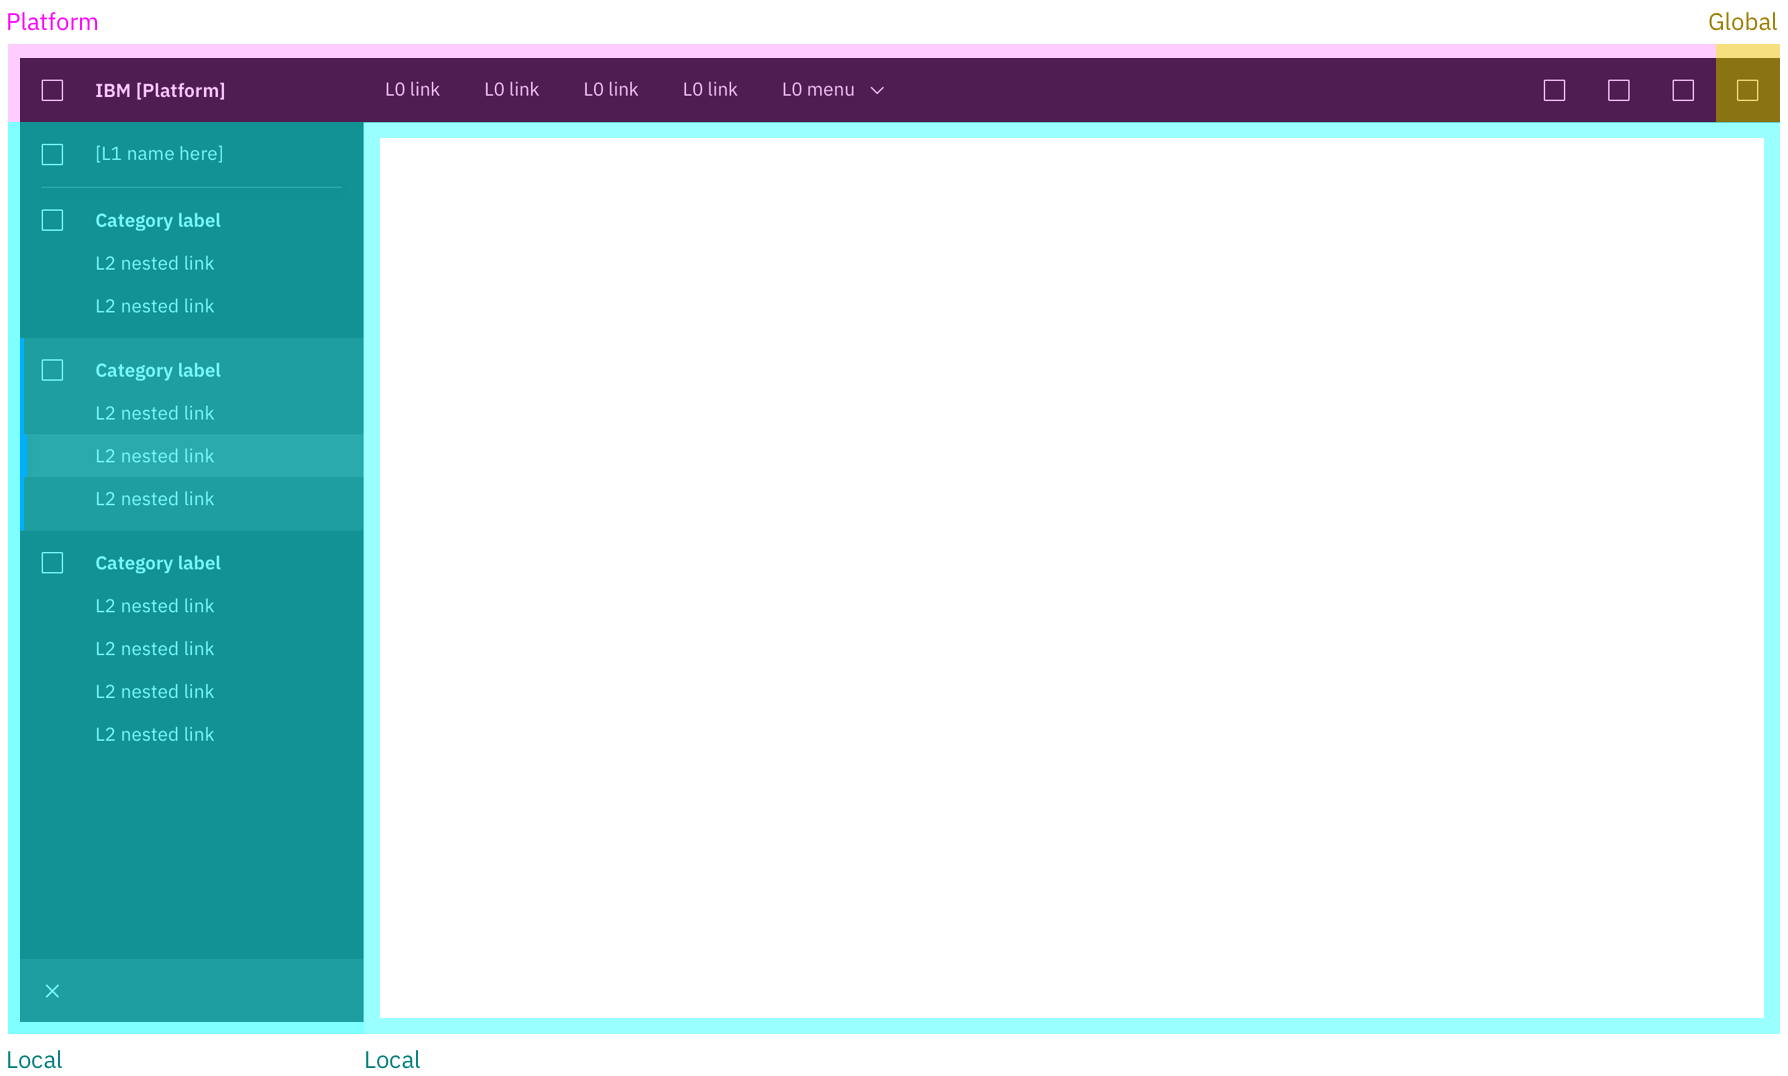 Platform
Global
IBM [Platform]
L0 link
L0 link
L0 link
L0 link
L0 menu
[L1 name here]
Category label
L2 nested link
L2 nested link
Category label
L2 nested link
L2 nested link
L2 nested link
Category label
L2 nested link
L2 nested link
L2 nested link
L2 nested link
Local
Local